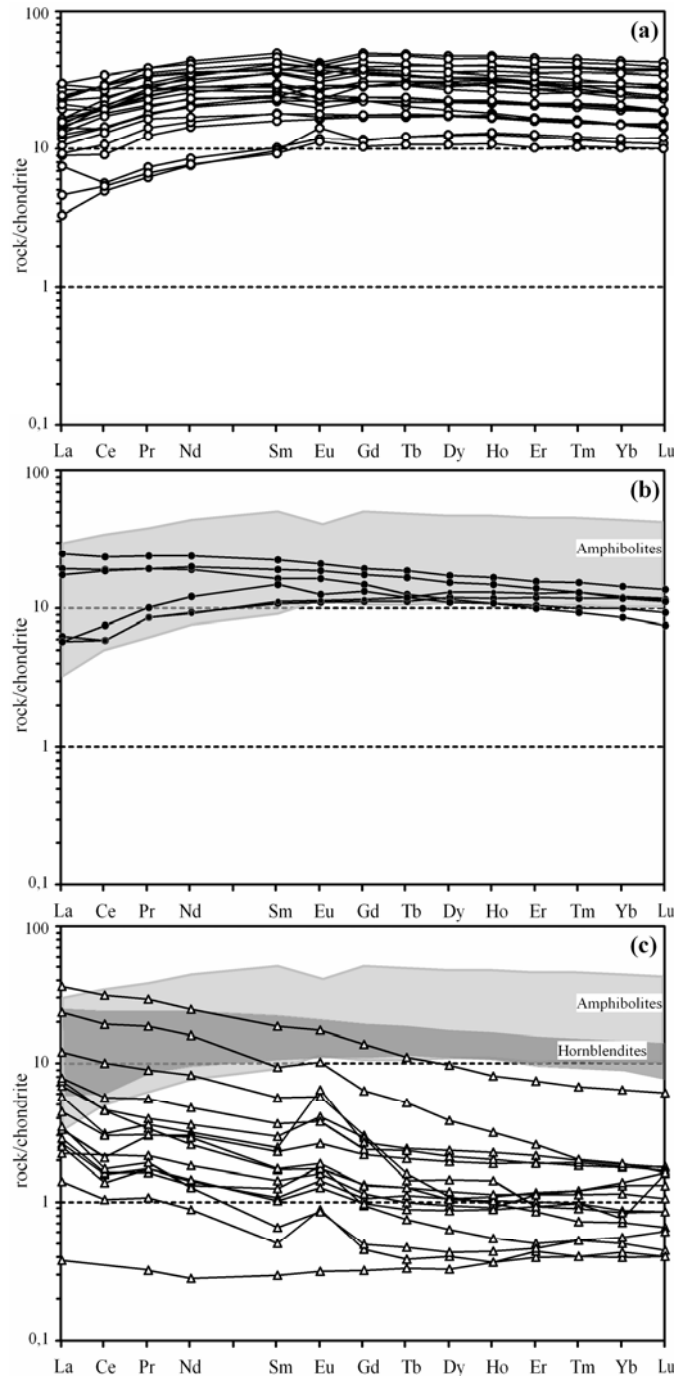 (a)
100
10
1
0,1
rock/chondrite
La Ce Pr Nd Sm Eu Gd Tb Dy Ho Er Tm Yb Lu
(b)
100
Amphibolites
10
1
0,1
rock/chondrite
La Ce Pr Nd Sm Eu Gd Tb Dy Ho Er Tm Yb Lu
(c)
100
Amphibolites
Hornblendites
10
1
0,1
rock/chondrite
La Ce Pr Nd Sm Eu Gd Tb Dy Ho Er Tm Yb Lu